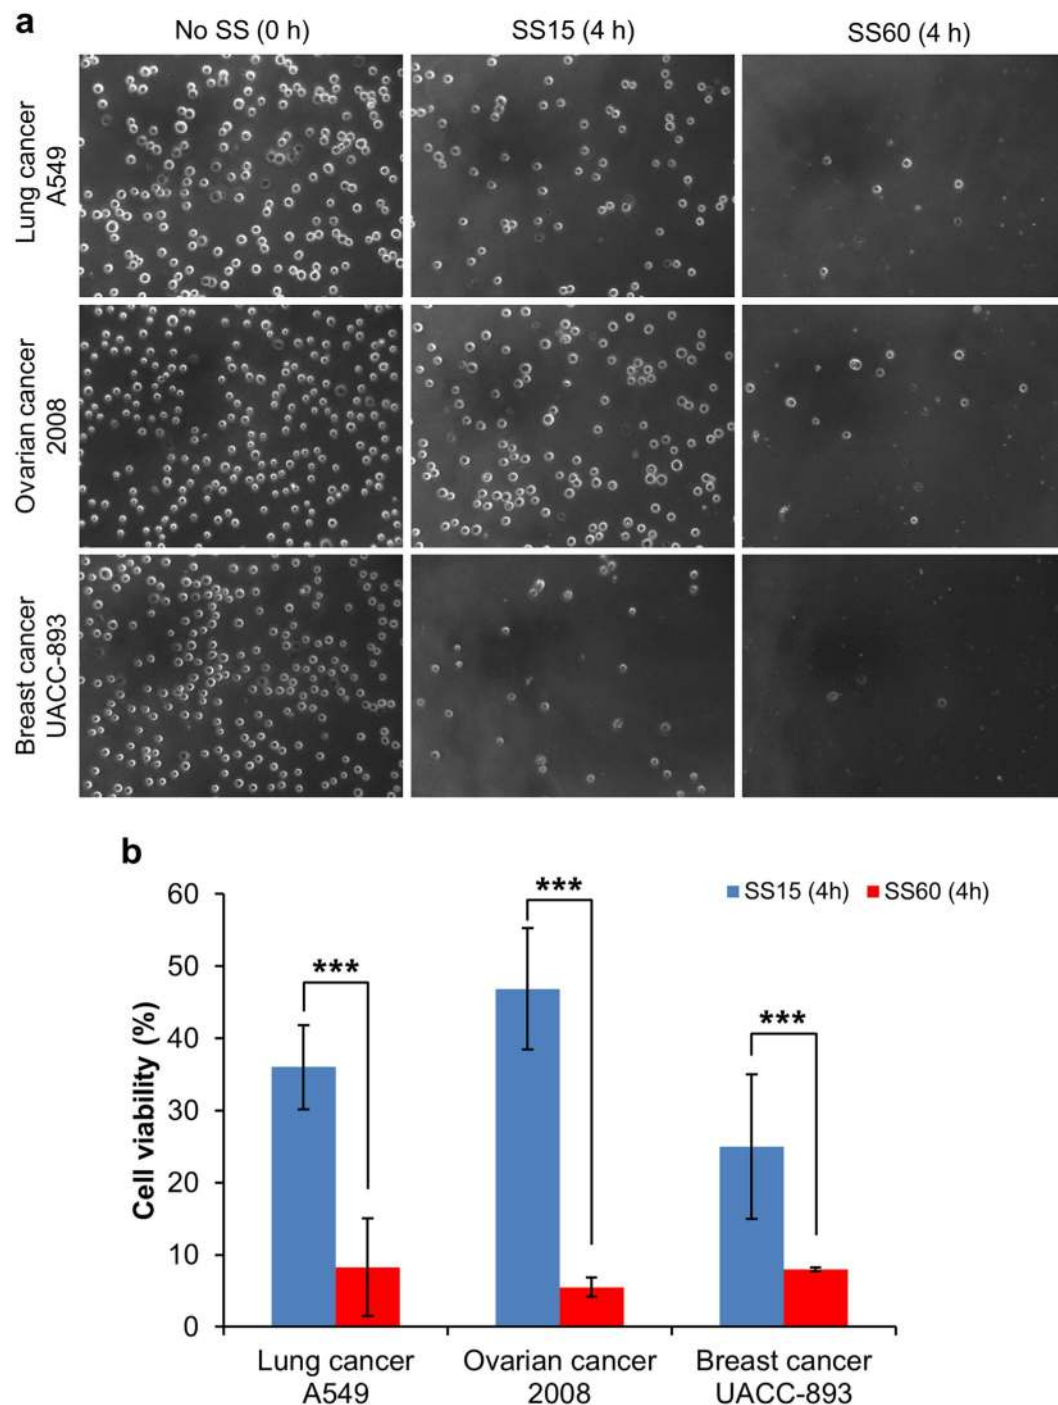 a
No SS (0 h) SS15 (4 h) SS60 (4 h)
Lung cancer
A549
Ovarian cancer
2008
Breast cancer
UACC-893
b
SS15 (4h) SS60 (4h)
Cell viability (%)
60
50
40
30
20
10
0
***
***
***
Lung cancer
A549
Ovarian cancer
2008
Breast cancer
UACC-893